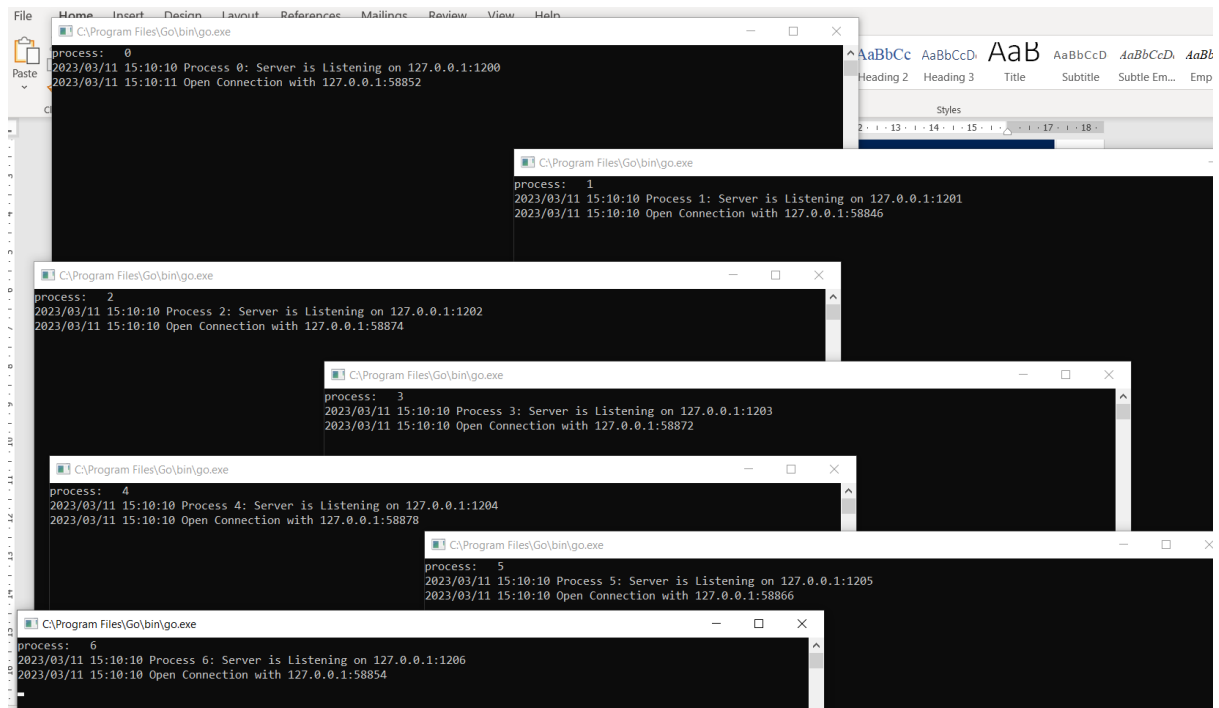 File Home Insert Design Layout References Mailings Review View Help
C:\Program Files\Go\bin\go.exe
process: 0
2023/03/11 15:10:10 Process 0: Server is Listening on 127.0.0.1:1200
2023/03/11 15:10:11 Open Connection with 127.0.0.1:58852
Paste
AaBbCc AaBbCcD AaB AaBbCcD AaBbCcD AaBb
Heading 2 Heading 3 Title Subtitle Subtle Em... Emp
Styles
2 · 13 · 14 · 15 · 17 · 18
C:\Program Files\Go\bin\go.exe
process: 1
2023/03/11 15:10:10 Process 1: Server is Listening on 127.0.0.1:1201
2023/03/11 15:10:10 Open Connection with 127.0.0.1:58846
C:\Program Files\Go\bin\go.exe
process: 2
2023/03/11 15:10:10 Process 2: Server is Listening on 127.0.0.1:1202
2023/03/11 15:10:10 Open Connection with 127.0.0.1:58874
C:\Program Files\Go\bin\go.exe
process: 3
2023/03/11 15:10:10 Process 3: Server is Listening on 127.0.0.1:1203
2023/03/11 15:10:10 Open Connection with 127.0.0.1:58872
C:\Program Files\Go\bin\go.exe
process: 4
2023/03/11 15:10:10 Process 4: Server is Listening on 127.0.0.1:1204
2023/03/11 15:10:10 Open Connection with 127.0.0.1:58878
C:\Program Files\Go\bin\go.exe
process: 5
2023/03/11 15:10:10 Process 5: Server is Listening on 127.0.0.1:1205
2023/03/11 15:10:10 Open Connection with 127.0.0.1:58866
C:\Program Files\Go\bin\go.exe
process: 6
2023/03/11 15:10:10 Process 6: Server is Listening on 127.0.0.1:1206
2023/03/11 15:10:10 Open Connection with 127.0.0.1:58854